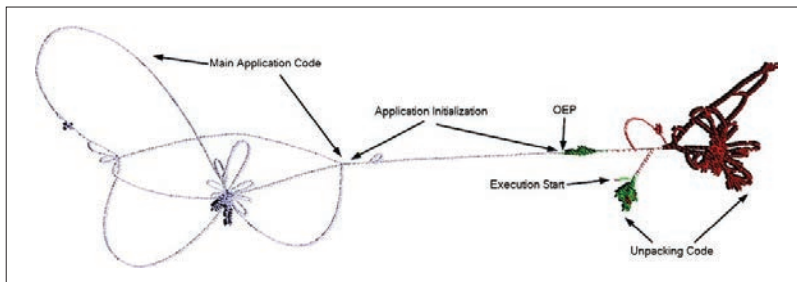 Main Application Code
Application Initialization
OEP
Execution Start
Unpacking Code